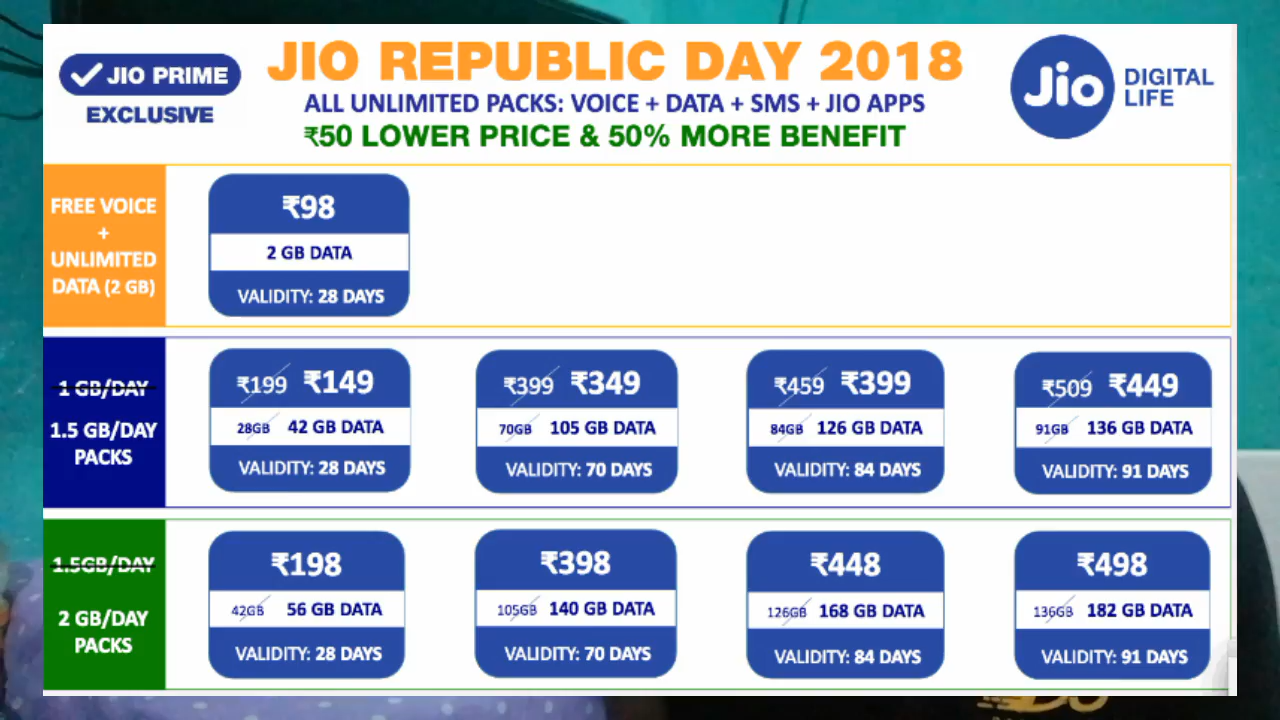 JIO PRIME
EXCLUSIVE
JIO REPUBLIC DAY 2018
ALL UNLIMITED PACKS: VOICE + DATA + SMS + JIO APPS
₹50 LOWER PRICE & 50% MORE BENEFIT
Jio
DIGITAL
LIFE
FREE VOICE
+
UNLIMITED
DATA (2 GB)
₹98
2 GB DATA
VALIDITY: 28 DAYS
1 GB/DAY
1.5 GB/DAY
PACKS
₹199 ₹149
28GB 42 GB DATA
VALIDITY: 28 DAYS
₹399 ₹349
70GB 105 GB DATA
VALIDITY: 70 DAYS
₹459 ₹399
84GB 126 GB DATA
VALIDITY: 84 DAYS
₹509 ₹449
91GB 136 GB DATA
VALIDITY: 91 DAYS
1.5GB/DAY
2 GB/DAY
PACKS
₹198
42GB 56 GB DATA
VALIDITY: 28 DAYS
₹398
105GB 140 GB DATA
VALIDITY: 70 DAYS
₹448
126GB 168 GB DATA
VALIDITY: 84 DAYS
₹498
136GB 182 GB DATA
VALIDITY: 91 DAYS